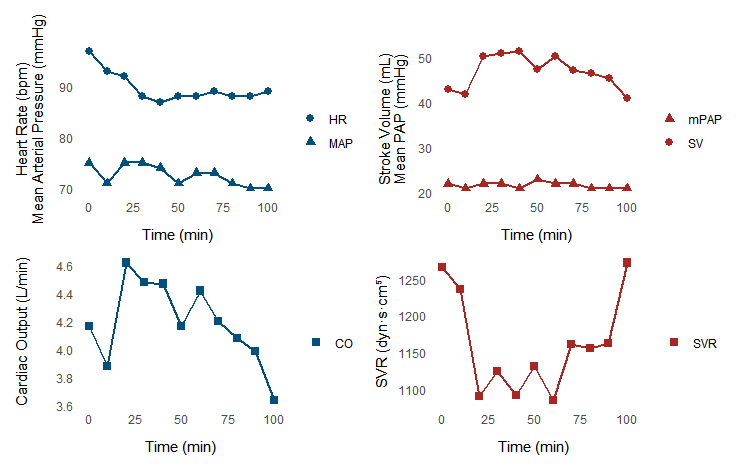 Heart Rate (bpm)
Mean Arterial Pressure (mmHg)
90
80
70
0 25 50 75 100
Time (min)
HR
MAP
Stroke Volume (mL)
Mean PAP (mmHg)
50
40
30
20
0 25 50 75 100
Time (min)
mPAP
SV
Cardiac Output (L/min)
4.6
4.4
4.2
4.0
3.6
0 25 50 75 100
Time (min)
CO
SVR (dyn·s·cm⁵)
1250
1200
1150
1100
0 25 50 75 100
Time (min)
SVR